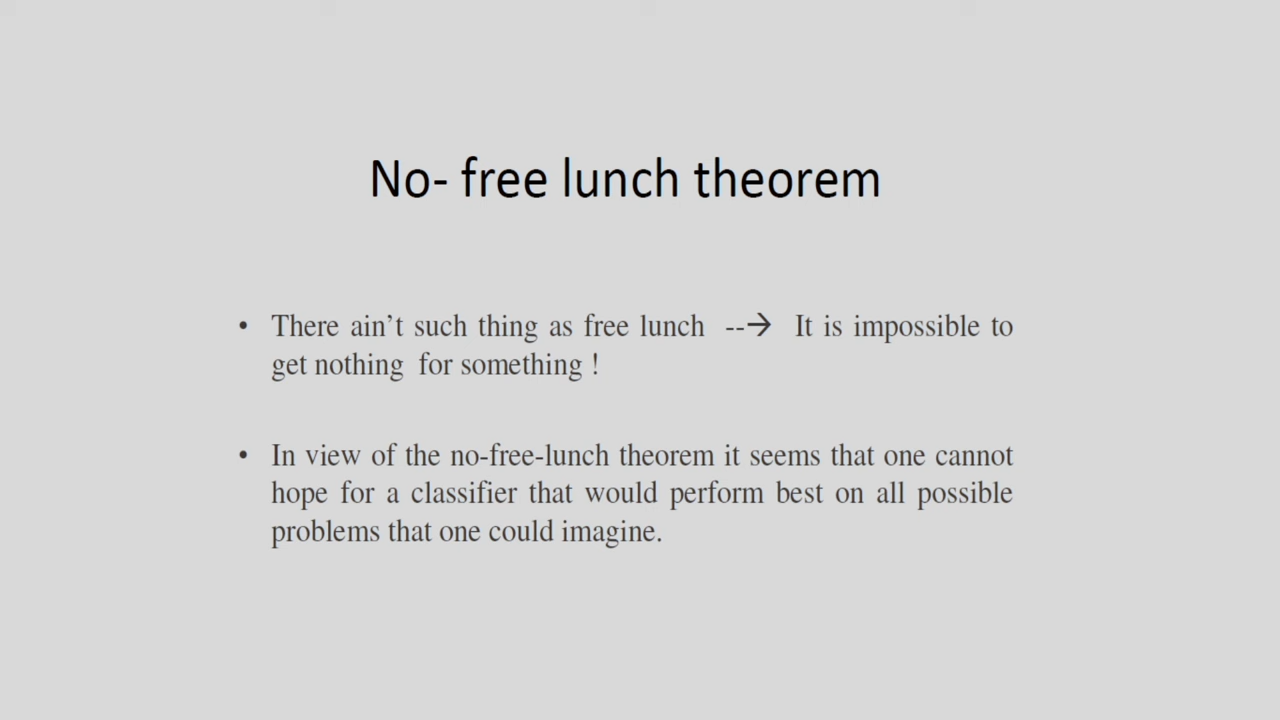 No- free lunch theorem
• There ain't such thing as free lunch --→ It is impossible to
get nothing for something !
• In view of the no-free-lunch theorem it seems that one cannot
hope for a classifier that would perform best on all possible
problems that one could imagine.